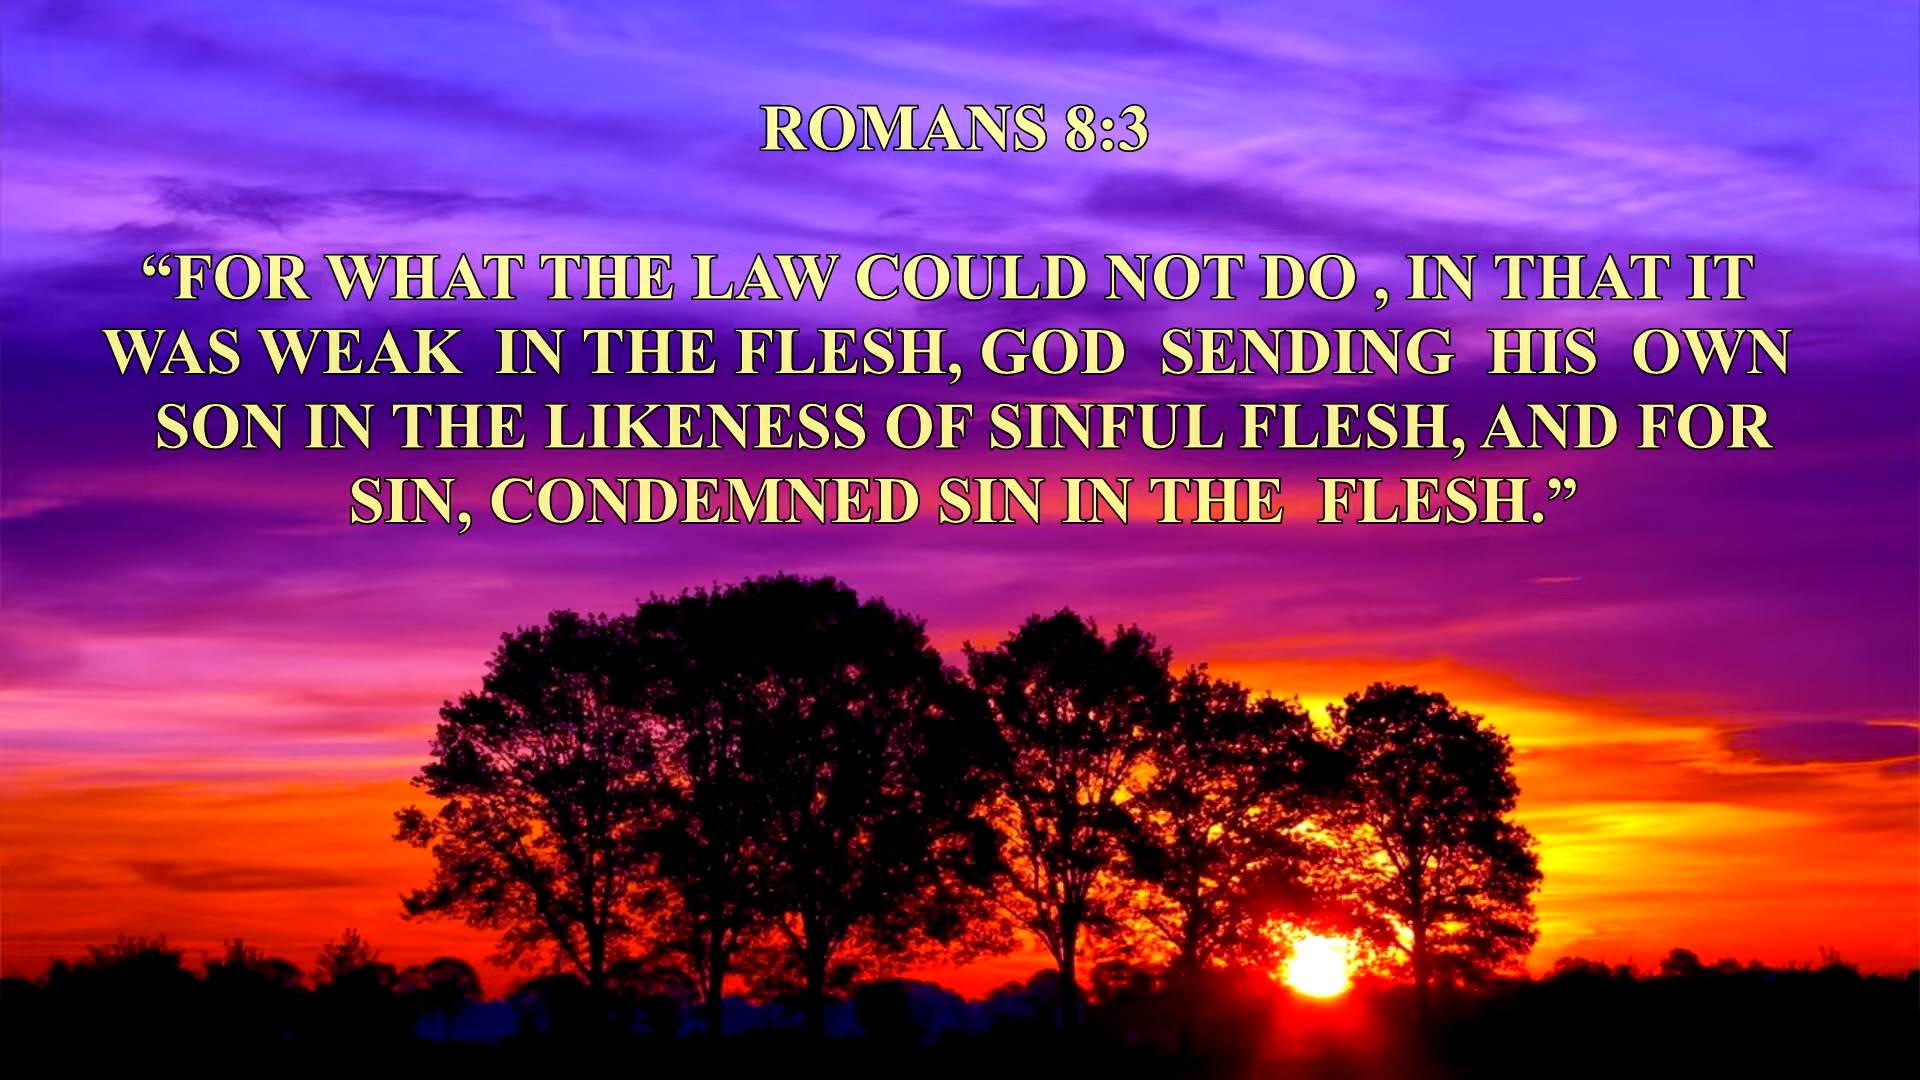 ROMANS 8:3
“FOR WHAT THE LAW COULD NOT DO , IN THAT IT
WAS WEAK  IN THE FLESH, GOD  SENDING  HIS  OWN
SON IN THE LIKENESS OF SINFUL FLESH, AND FOR
SIN, CONDEMNED SIN IN THE  FLESH.”